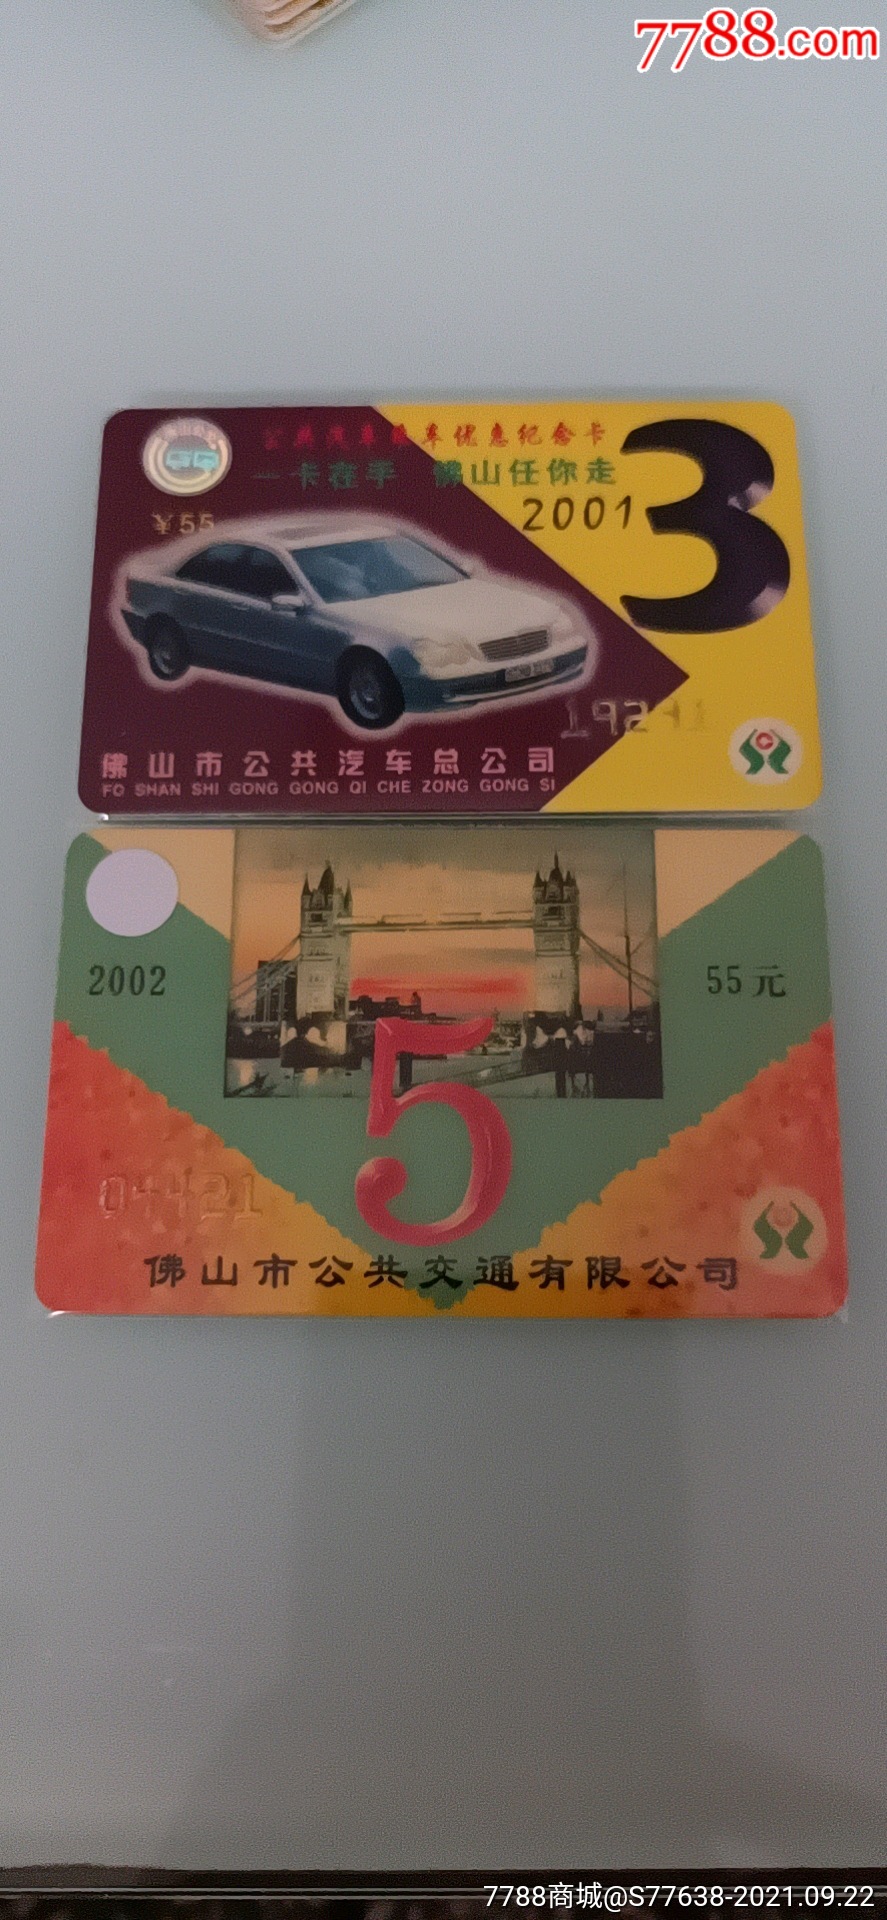 7788.com
公共汽车乘车优惠纪念卡
一卡在手 佛山任你走
2001
3
¥55
佛山市公共汽车总公司
FO SHAN SHI GONG GONG QI CHE ZONG GONG SI
2002
55元
5
04421
佛山市公共交通有限公司
7788商城@S77638-2021.09.22